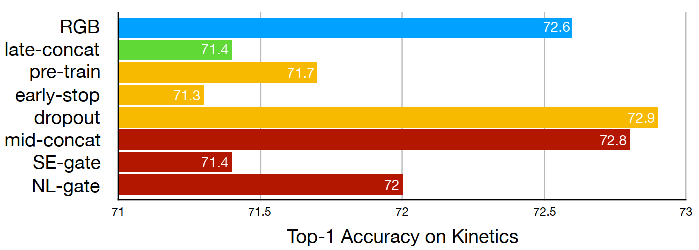 RGB 72.6
late-concat 71.4
pre-train 71.7
early-stop 71.3
dropout 72.9
mid-concat 72.8
SE-gate 71.4
NL-gate 72
71 71.5 72 72.5 73
Top-1 Accuracy on Kinetics